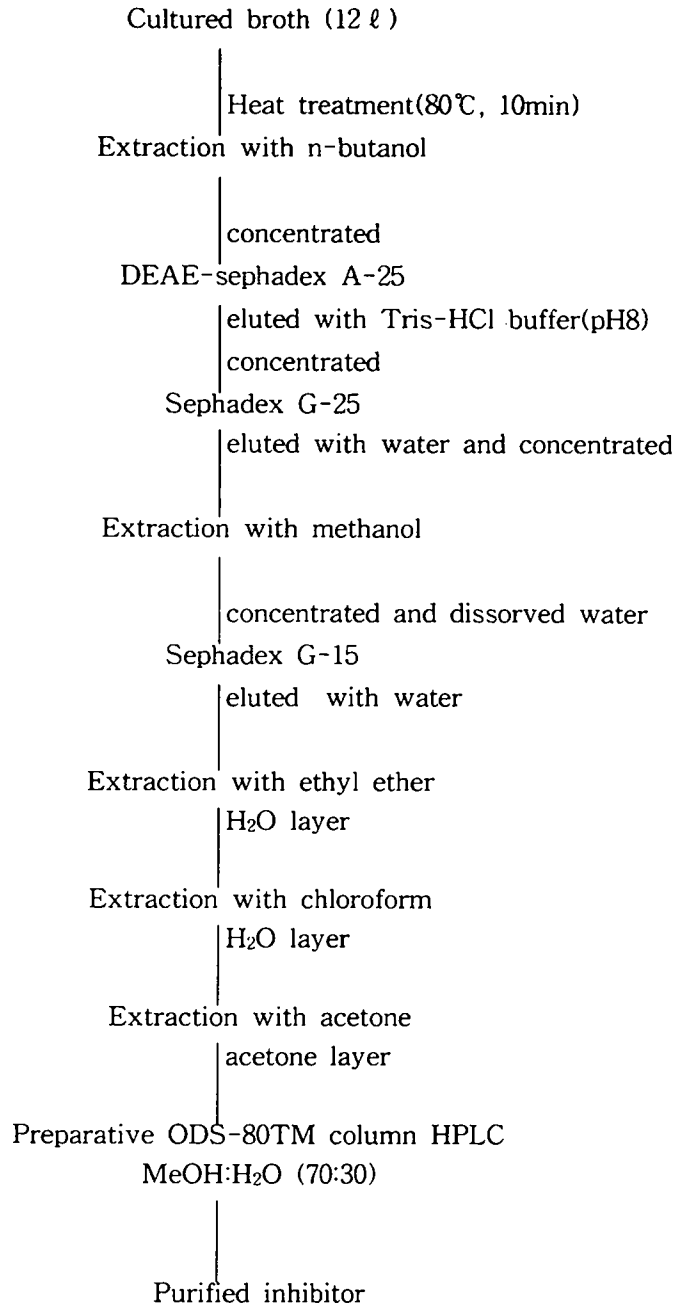 Cultured broth (12 ℓ)
Heat treatment(80℃, 10min)
Extraction with n-butanol
concentrated
DEAE-sephadex A-25
eluted with Tris-HCl buffer(pH8)
concentrated
Sephadex G-25
eluted with water and concentrated
Extraction with methanol
concentrated and dissorved water
Sephadex G-15
eluted with water
Extraction with ethyl ether
H₂O layer
Extraction with chloroform
H₂O layer
Extraction with acetone
acetone layer
Preparative ODS-80TM column HPLC
MeOH:H₂O (70:30)
Purified inhibitor